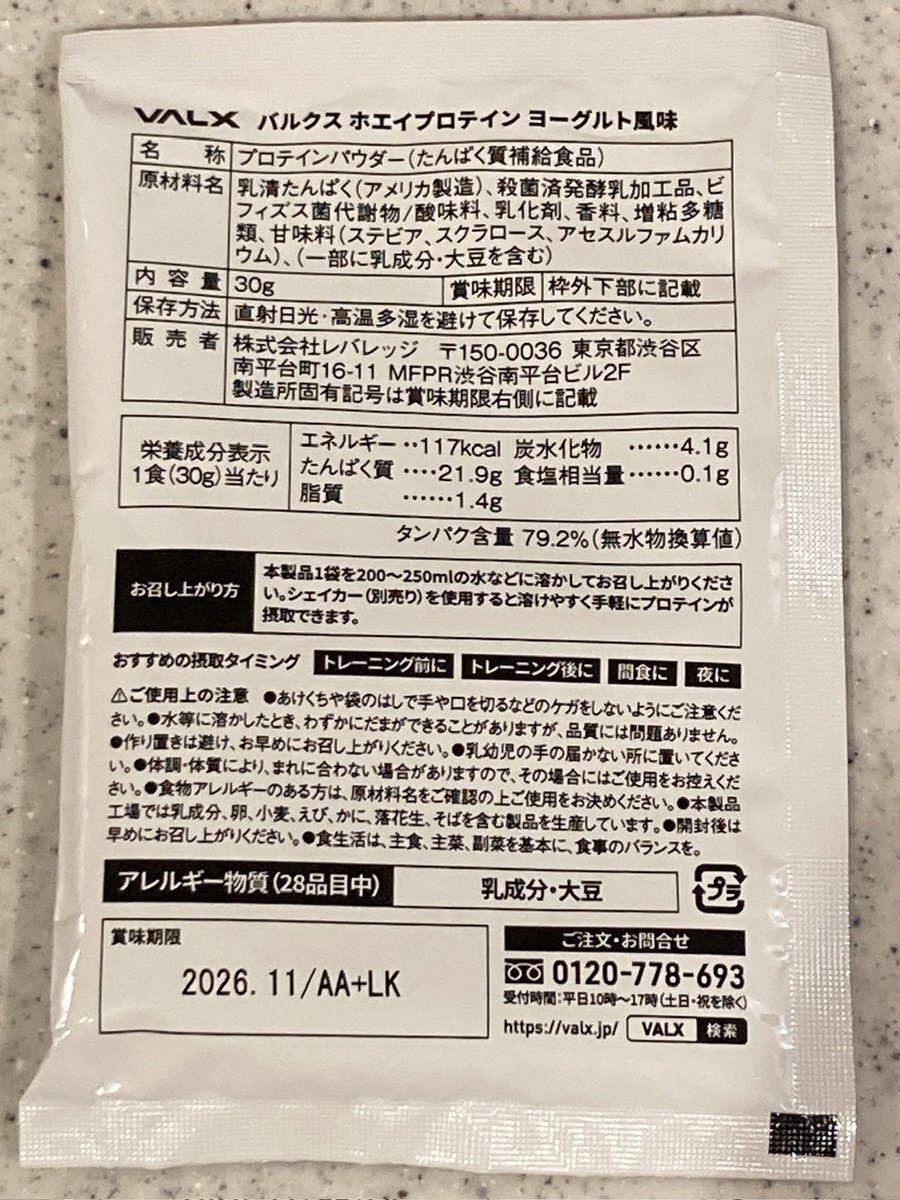 VALX バルクス ホエイプロテイン ヨーグルト風味
名称 プロテインパウダー(たんぱく質補給食品)
原材料名 乳清たんぱく(アメリカ製造)、殺菌済発酵乳加工品、ビ
フィズス菌代謝物/酸味料、乳化剤、香料、増粘多糖
類、甘味料(ステビア、スクラロース、アセスルファムカリ
ウム)、(一部に乳成分・大豆を含む)
内容量 30g 賞味期限 枠外下部に記載
保存方法 直射日光・高温多湿を避けて保存してください。
販売者 株式会社レバレッジ 〒150-0036 東京都渋谷区
南平台町16-11 MFPR渋谷南平台ビル2F
製造所固有記号は賞味期限右側に記載
栄養成分表示
1食(30g)当たり
エネルギー‥117kcal 炭水化物 ……4.1g
たんぱく質 ‥‥21.9g 食塩相当量……0.1g
脂質 ……1.4g
タンパク含量 79.2%(無水物換算値)
お召し上がり方 本製品1袋を200～250mlの水などに溶かしてお召し上がりくださ
い。シェイカー(別売り)を使用すると溶けやすく手軽にプロテインが
摂取できます。
おすすめの摂取タイミング トレーニング前に トレーニング後に 間食に 夜に
⚠ご使用上の注意 ●あけくちや袋のはしで手や口を切るなどのケガをしないようにご注意くだ
さい。●水等に溶かしたとき、わずかにだまができることがありますが、品質には問題ありません。
●作り置きは避け、お早めにお召し上がりください。●乳幼児の手の届かない所に置いてくださ
い。●体調・体質により、まれに合わない場合がありますので、その場合にはご使用をお控えくだ
さい。●食物アレルギーのある方は、原材料名をご確認の上ご使用をお決めください。●本製品
工場では乳成分、卵、小麦、えび、かに、落花生、そばを含む製品を生産しています。●開封後は
早めにお召し上がりください。●食生活は、主食、主菜、副菜を基本に、食事のバランスを。
アレルギー物質(28品目中) 乳成分・大豆
プラ
賞味期限
2026.11/AA+LK
ご注文・お問合せ
0120-778-693
受付時間:平日10時～17時(土日・祝を除く)
https://valx.jp/ VALX 検索